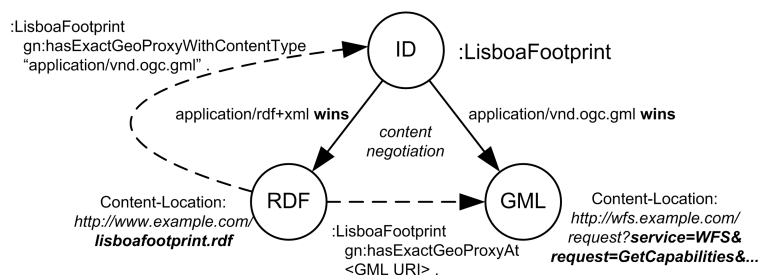 :LisboaFootprint
gn:hasExactGeoProxyWithContentType
“application/vnd.ogc.gml” .
ID
:LisboaFootprint
application/rdf+xml wins
application/vnd.ogc.gml wins
content
negotiation
RDF
GML
Content-Location:
http://www.example.com/
lisboafootprint.rdf
:LisboaFootprint
gn:hasExactGeoProxyAt
<GML URI> .
Content-Location:
http://wfs.example.com/
request?service=WFS&
request=GetCapabilities&...